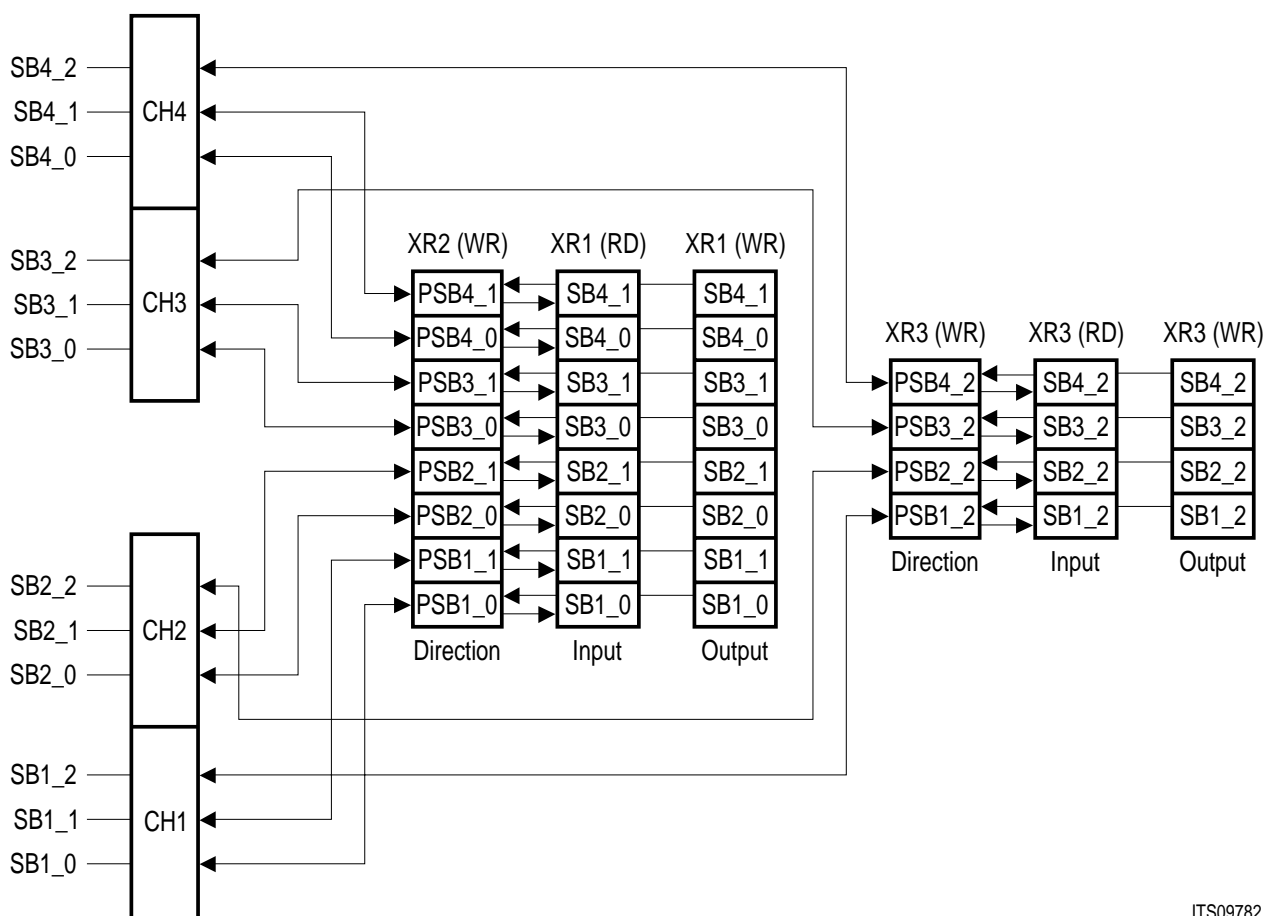 SB4_2
SB4_1
SB4_0
CH4
SB3_2
SB3_1
SB3_0
CH3
SB2_2
SB2_1
SB2_0
CH2
SB1_2
SB1_1
SB1_0
CH1
XR2 (WR) XR1 (RD) XR1 (WR)
PSB4_1 SB4_1 SB4_1
PSB4_0 SB4_0 SB4_0
PSB3_1 SB3_1 SB3_1
PSB3_0 SB3_0 SB3_0
PSB2_1 SB2_1 SB2_1
PSB2_0 SB2_0 SB2_0
PSB1_1 SB1_1 SB1_1
PSB1_0 SB1_0 SB1_0
Direction Input Output
XR3 (WR) XR3 (RD) XR3 (WR)
PSB4_2 SB4_2 SB4_2
PSB3_2 SB3_2 SB3_2
PSB2_2 SB2_2 SB2_2
PSB1_2 SB1_2 SB1_2
Direction Input Output
ITS09782